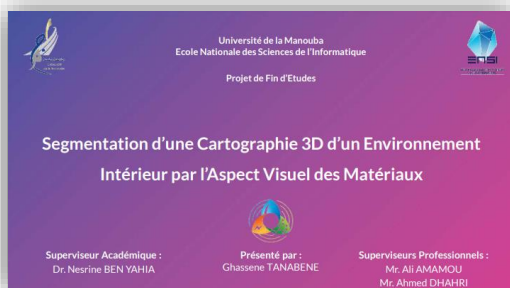 Université de la Manouba
Ecole Nationale des Sciences de l'Informatique
Projet de Fin d'Etudes
Segmentation d'une Cartographie 3D d'un Environnement
Intérieur par l'Aspect Visuel des Matériaux
Superviseur Académique :
Dr. Nesrine BEN YAHIA
Présenté par :
Ghassene TANABENE
Superviseurs Professionnels :
Mr. Ali AMAMOU
Mr. Ahmed DHAHRI